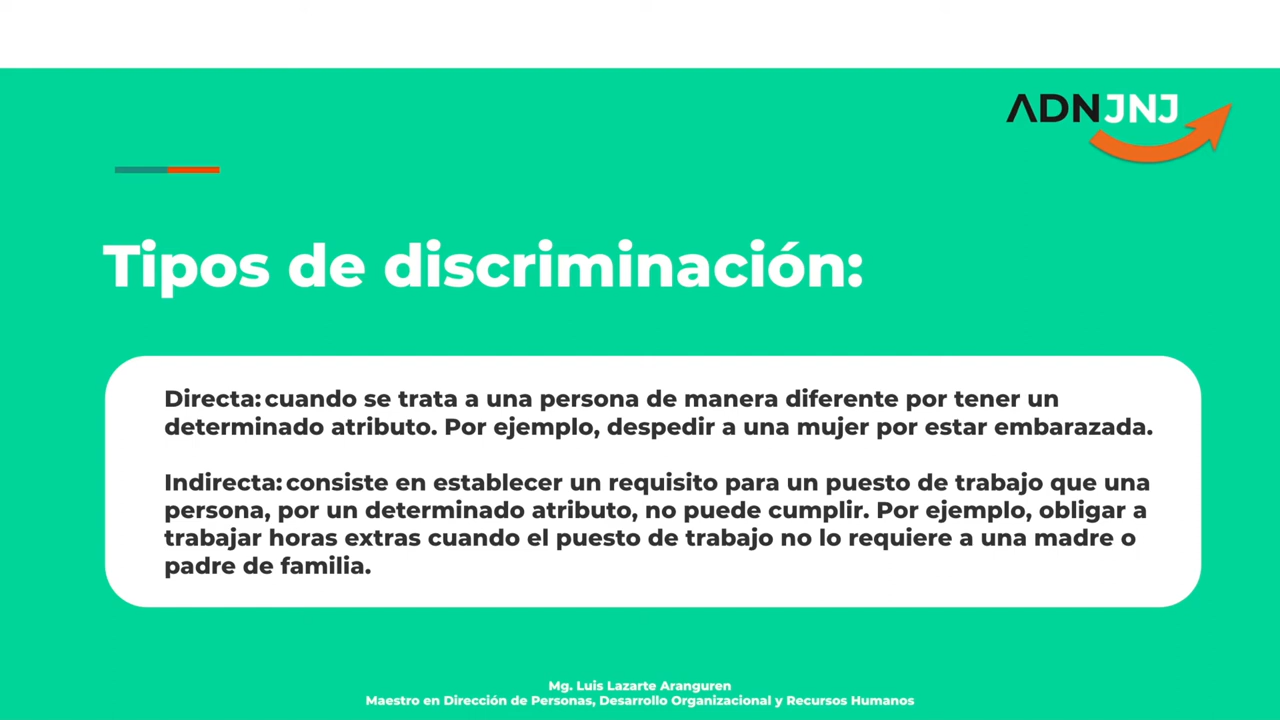 ADNJNJ
Tipos de discriminación:
Directa: cuando se trata a una persona de manera diferente por tener un
determinado atributo. Por ejemplo, despedir a una mujer por estar embarazada.
Indirecta: consiste en establecer un requisito para un puesto de trabajo que una
persona, por un determinado atributo, no puede cumplir. Por ejemplo, obligar a
trabajar horas extras cuando el puesto de trabajo no lo requiere a una madre o
padre de familia.
Mg. Luis Lazarte Aranguren
Maestro en Dirección de Personas, Desarrollo Organizacional y Recursos Humanos